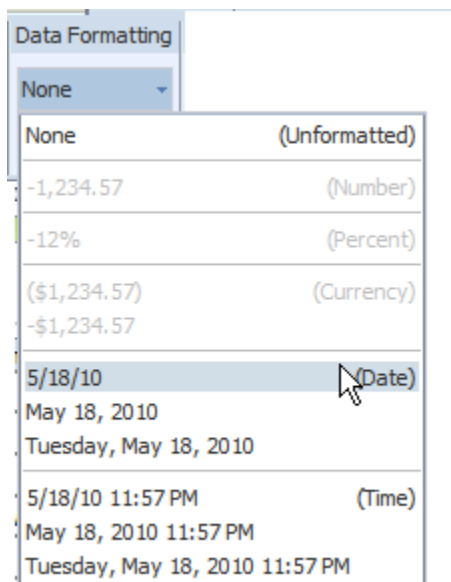 Data Formatting
None
None (Unformatted)
-1,234.57 (Number)
-12% (Percent)
($1,234.57) (Currency)
-$1,234.57
5/18/10 (Date)
May 18, 2010
Tuesday, May 18, 2010
5/18/10 11:57 PM (Time)
May 18, 2010 11:57 PM
Tuesday, May 18, 2010 11:57 PM